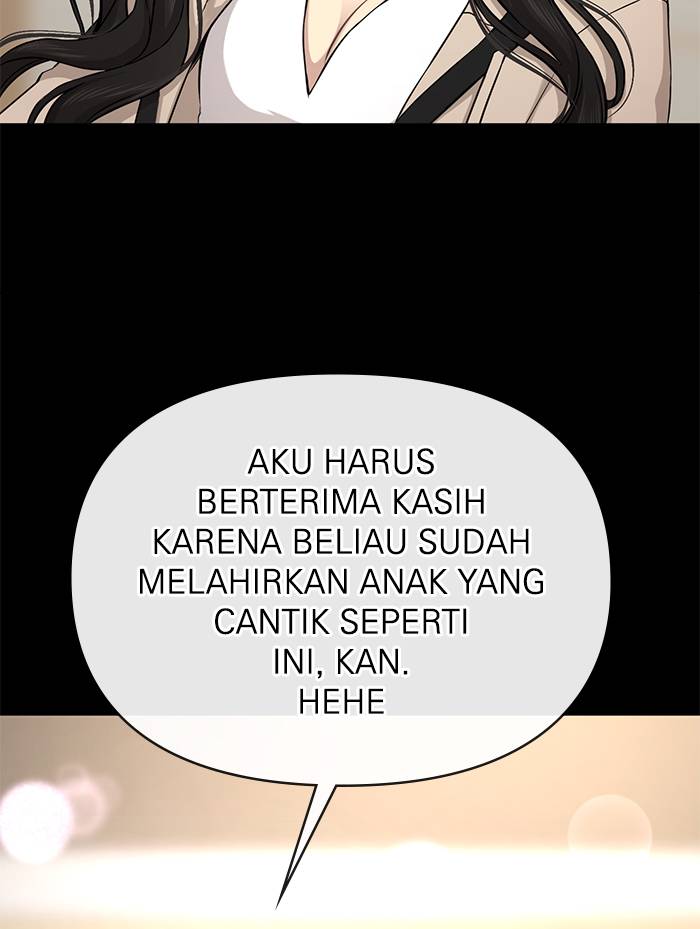 AKU HARUS
BERTERIMA KASIH
KARENA BELIAU SUDAH
MELAHIRKAN ANAK YANG
CANTIK SEPERTI
INI, KAN.
HEHE